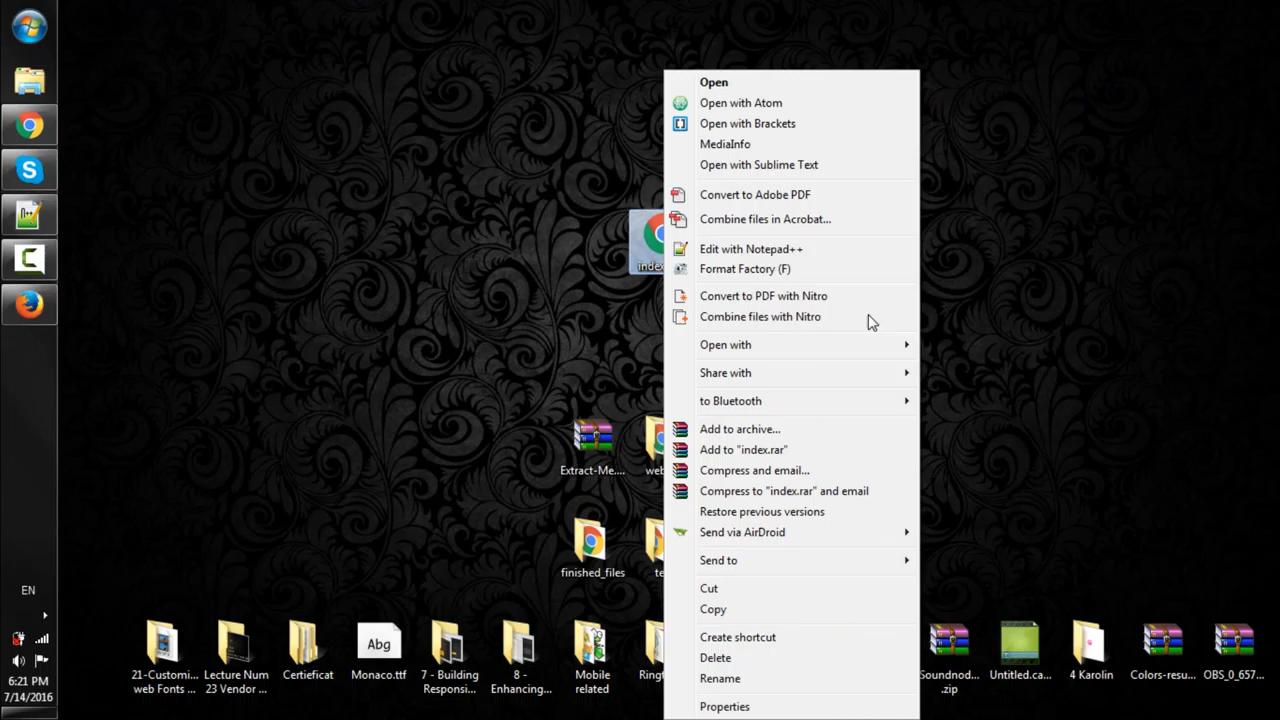 Open
Open with Atom
Open with Brackets
MediaInfo
Open with Sublime Text
Convert to Adobe PDF
Combine files in Acrobat...
Edit with Notepad++
Format Factory (F)
Convert to PDF with Nitro
Combine files with Nitro
Open with
Share with
to Bluetooth
Add to archive...
Add to "index.rar"
Compress and email...
Compress to "index.rar" and email
Restore previous versions
Send via AirDroid
Send to
Cut
Copy
Create shortcut
Delete
Rename
Properties
index
Extract-Me....
web
finished_files
te
21-Customi...
web Fonts ...
Lecture Num
23 Vendor ...
Certieficat
Abg
Monaco.ttf
7 - Building
Responsi...
8 -
Enhancing...
Mobile
related
Ringt
Soundnod...
.zip
Untitled.ca...
4 Karolin
Colors-resu...
OBS_0_657...
EN
6:21 PM
7/14/2016